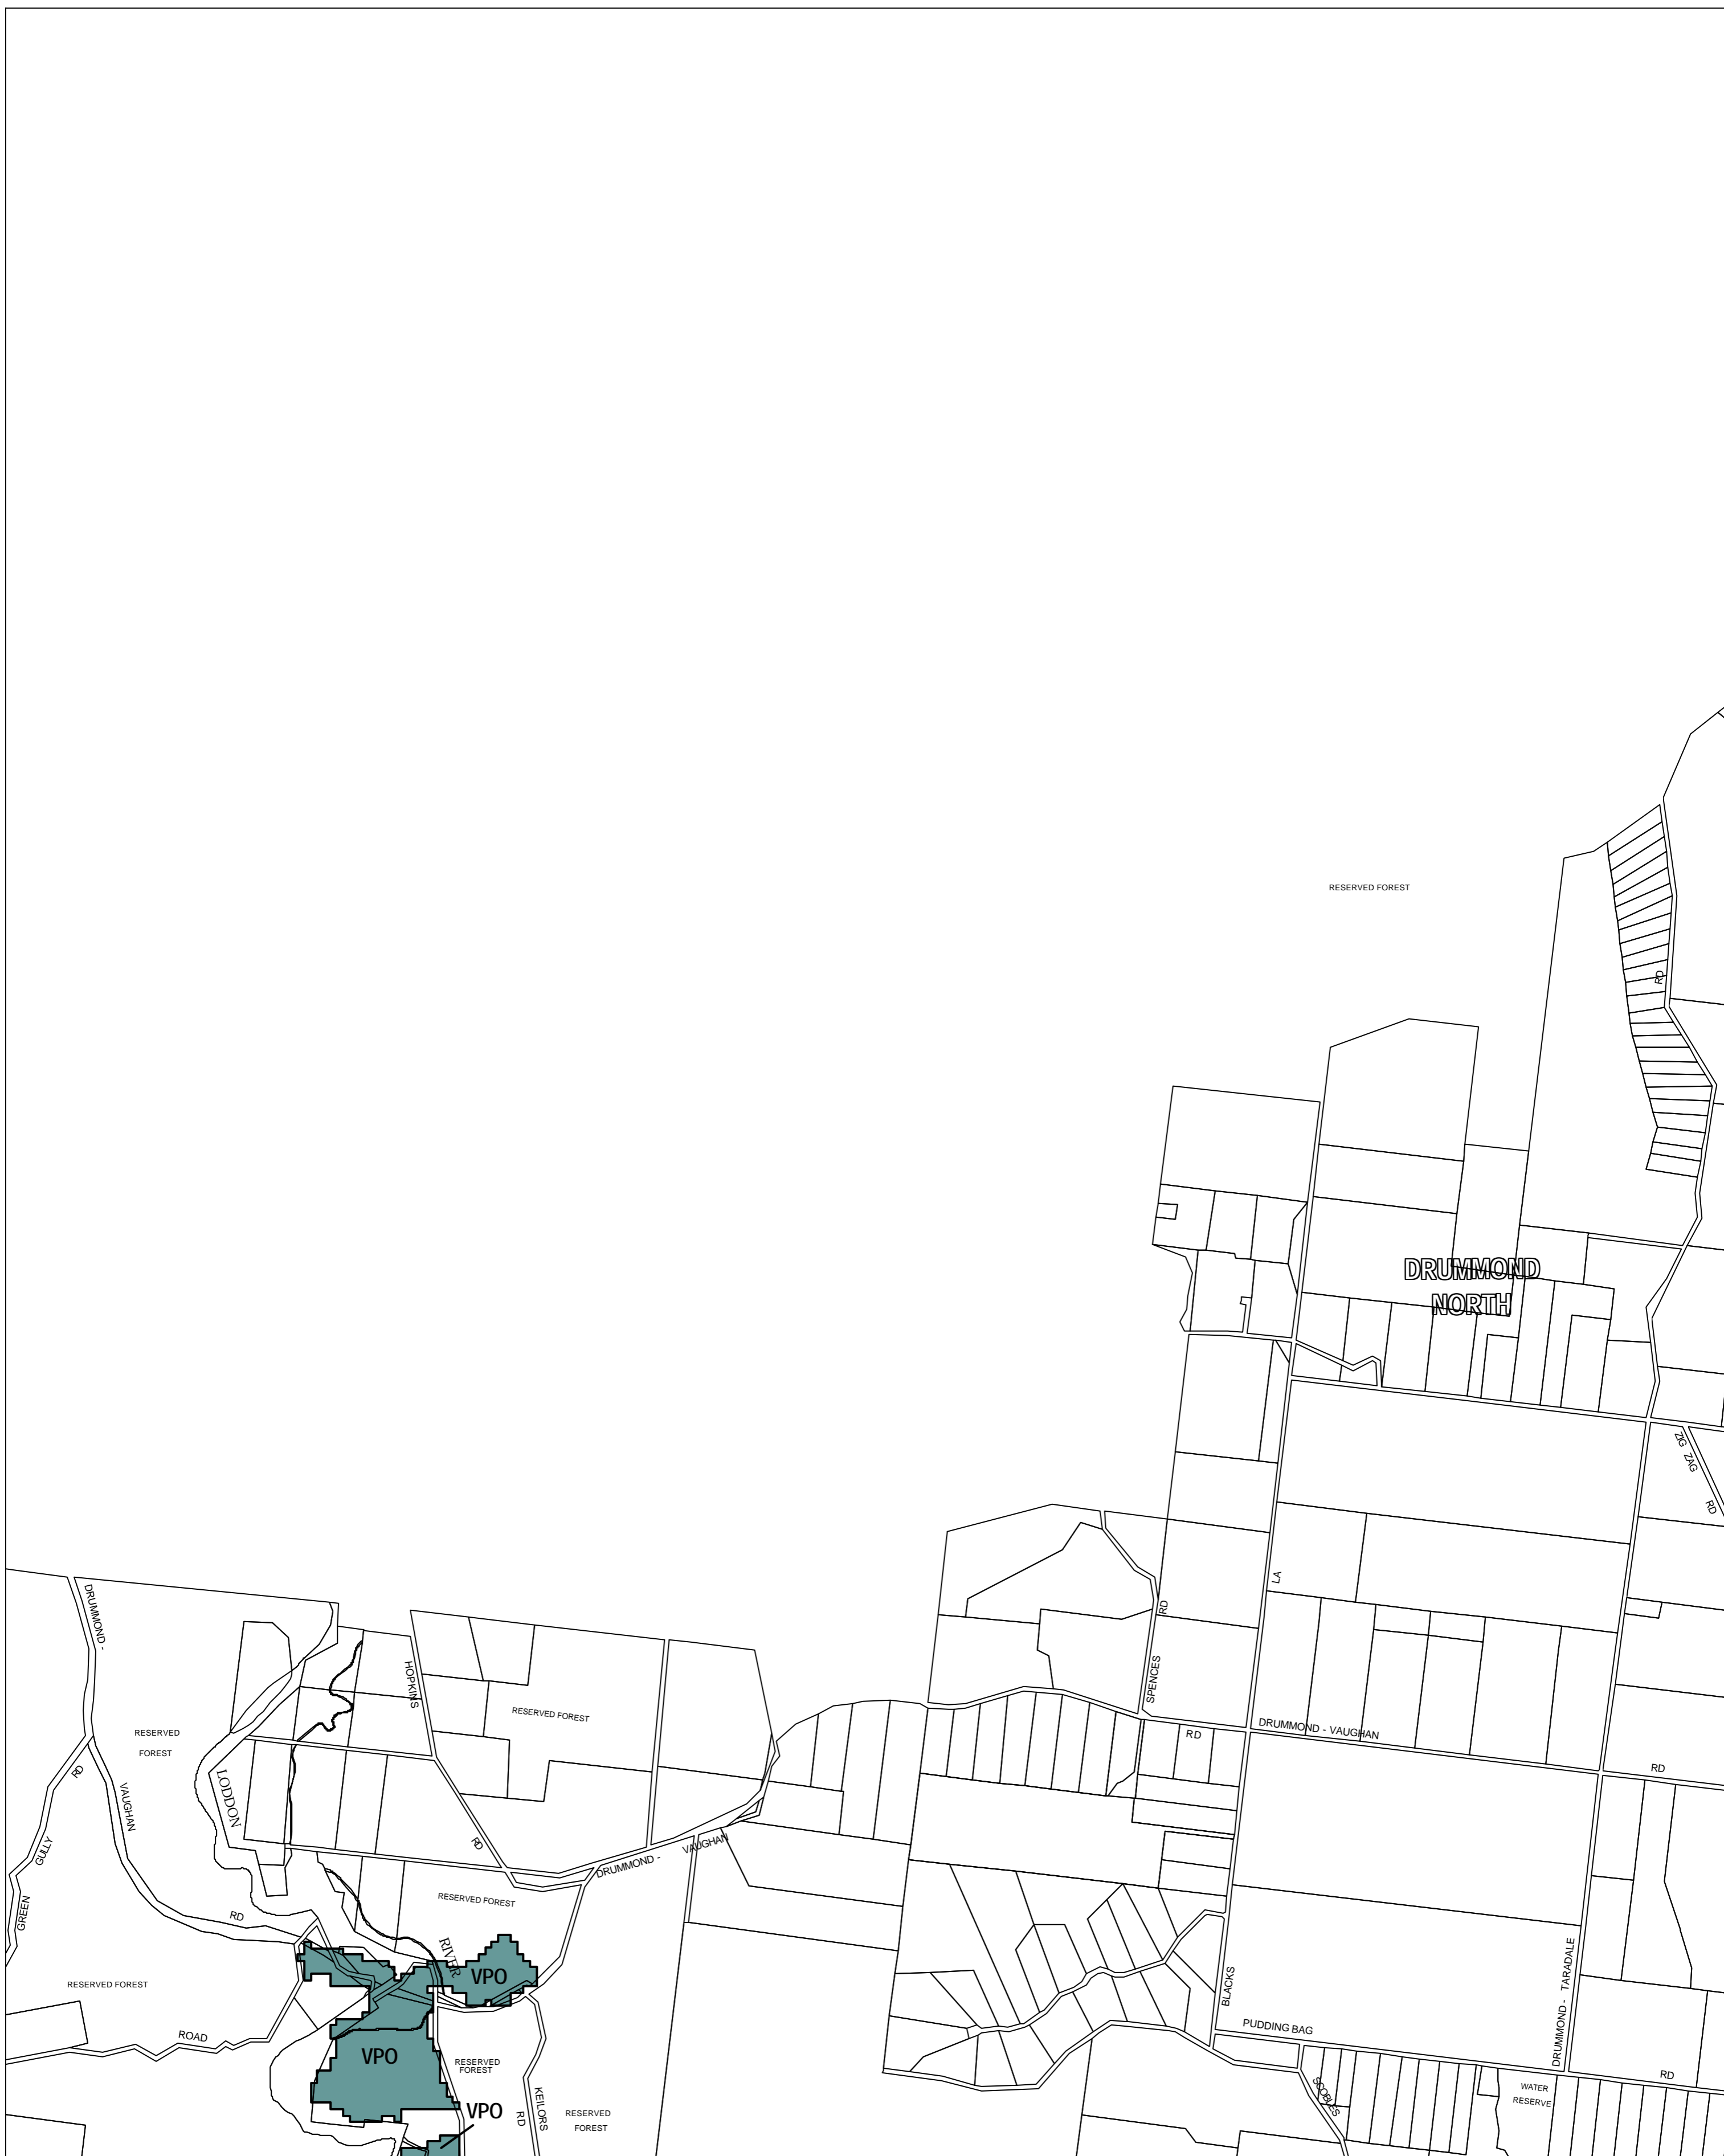 RESERVED FOREST
RD
DRUMMOND
NORTH
ZIG ZAG
RD
LA
DRUMMOND -
RD
SPENCES
HOPKINS
RESERVED FOREST
RESERVED
FOREST
DRUMMOND - VAUGHAN
RD
RD
RD
VAUGHAN
LODDON
GULLY
RD
DRUMMOND -
VAUGHAN
GREEN
RD
RESERVED FOREST
RIVER
VPO
RESERVED FOREST
BLACKS
TARADALE
DRUMMOND -
PUDDING BAG
ROAD
VPO
RESERVED
FOREST
RD
SCOBLES
WATER
RESERVE
KEILORS
RD
VPO
RESERVED
FOREST